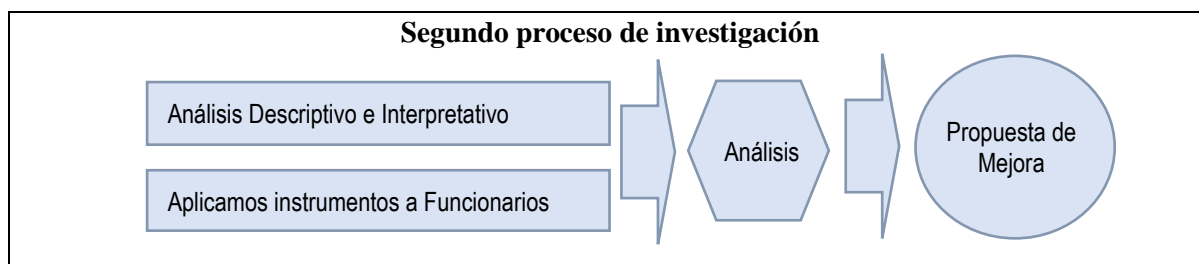 Segundo proceso de investigación
Análisis Descriptivo e Interpretativo
Aplicamos instrumentos a Funcionarios
Análisis
Propuesta de
Mejora